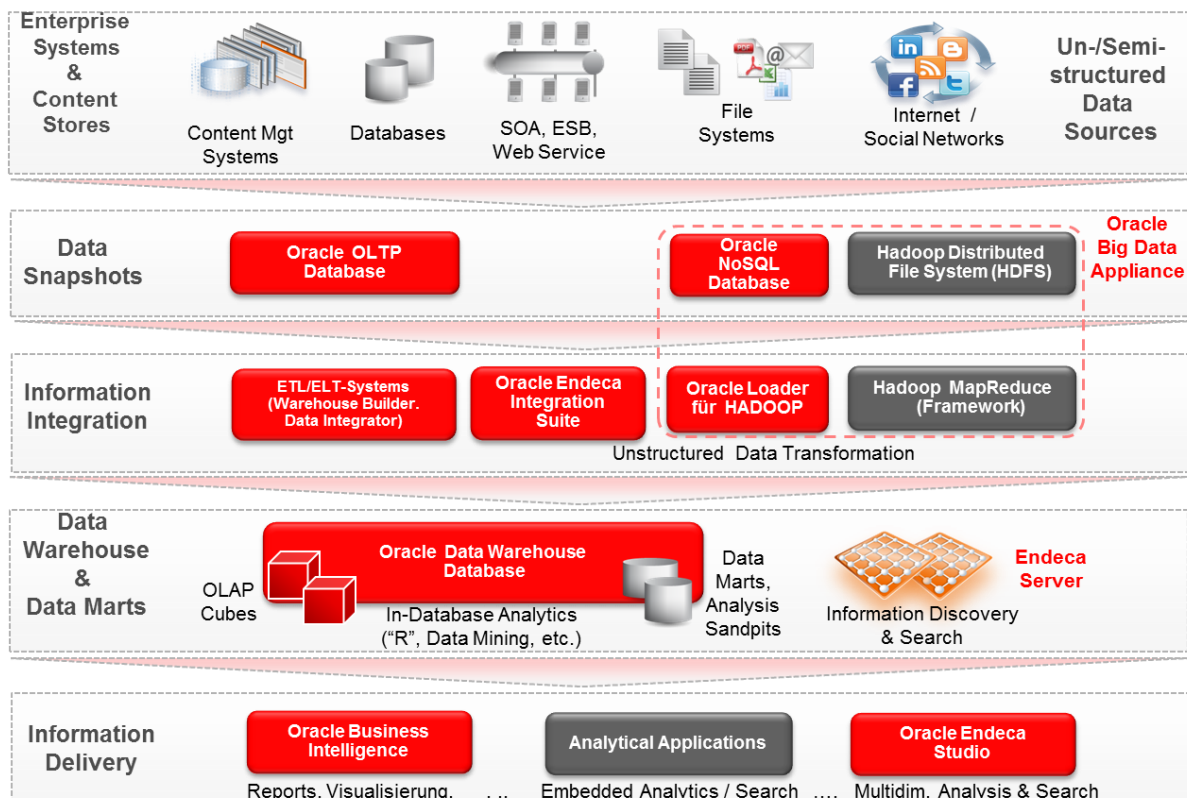 Enterprise
Systems
&
Content
Stores
Content Mgt
Systems
Databases
SOA, ESB,
Web Service
PDF
@
File
Systems
in
f
Internet /
Social Networks
Un-/Semi-
structured
Data
Sources
Data
Snapshots
Oracle OLTP
Database
Oracle
NoSQL
Database
Hadoop Distributed
File System (HDFS)
Oracle
Big Data
Appliance
Information
Integration
ETL/ELT-Systems
(Warehouse Builder.
Data Integrator)
Oracle Endeca
Integration
Suite
Oracle Loader
für HADOOP
Hadoop MapReduce
(Framework)
Unstructured Data Transformation
Data
Warehouse
&
Data Marts
OLAP
Cubes
Oracle Data Warehouse
Database
In-Database Analytics
(“R”, Data Mining, etc.)
Data
Marts,
Analysis
Sandpits
Information Discovery
& Search
Endeca
Server
Information
Delivery
Oracle Business
Intelligence
Analytical Applications
Oracle Endeca
Studio
Reports, Visualisierung, . .. Embedded Analytics / Search .... Multidim. Analysis & Search